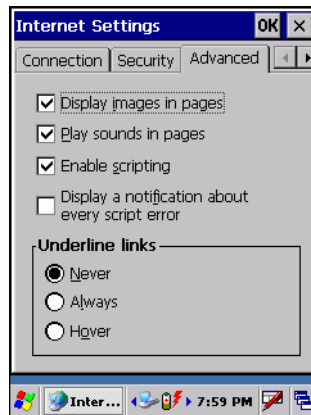 Internet Settings OK ×
Connection Security Advanced
Display images in pages
Play sounds in pages
Enable scripting
Display a notification about
every script error
Underline links
Never
Always
Hover
Inter... 7:59 PM